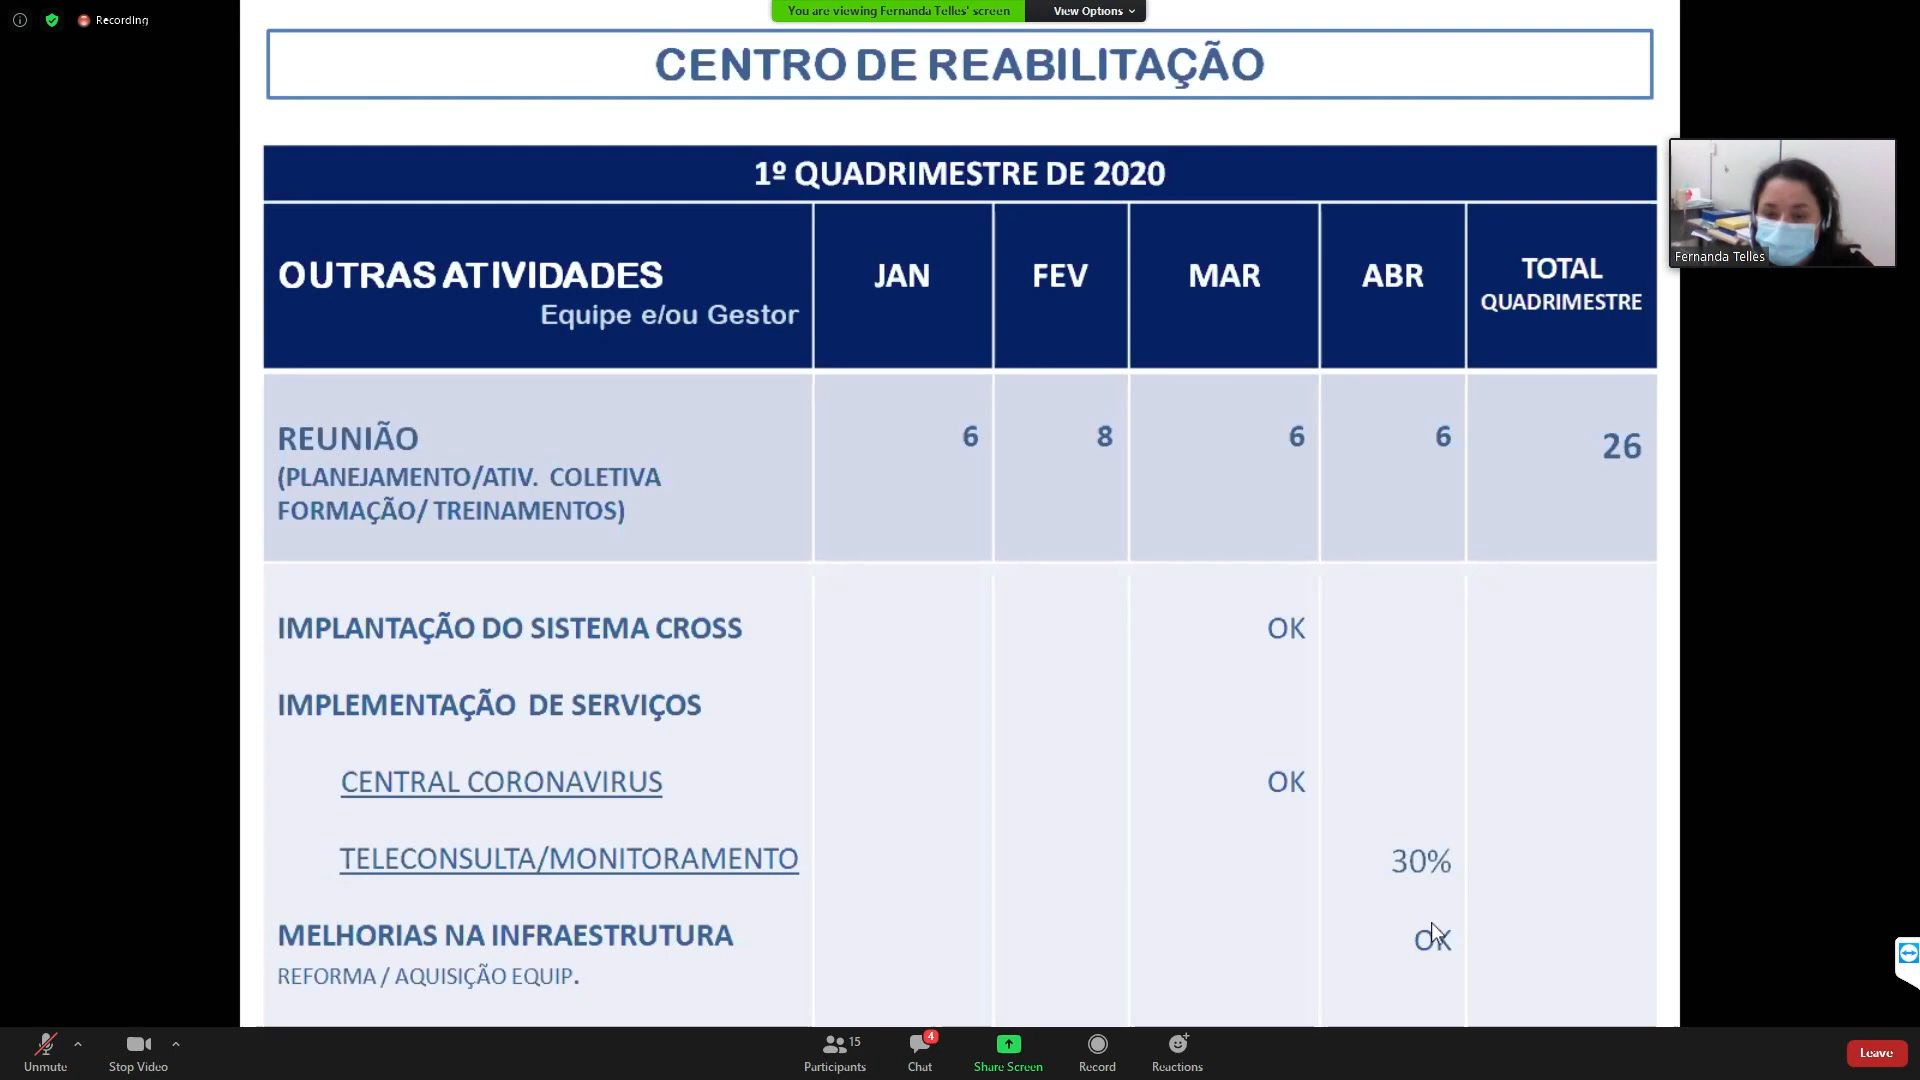 Recording
You are viewing Fernanda Telles' screen
View Options
CENTRO DE REABILITAÇÃO
1º QUADRIMESTRE DE 2020
OUTRAS ATIVIDADES
Equipe e/ou Gestor
JAN
FEV
MAR
ABR
TOTAL
QUADRIMESTRE
Fernanda Telles
REUNIÃO
(PLANEJAMENTO/ATIV. COLETIVA
FORMAÇÃO/ TREINAMENTOS)
6
8
6
6
26
IMPLANTAÇÃO DO SISTEMA CROSS
OK
IMPLEMENTAÇÃO DE SERVIÇOS
CENTRAL CORONAVIRUS
OK
TELECONSULTA/MONITORAMENTO
30%
MELHORIAS NA INFRAESTRUTURA
OK
REFORMA / AQUISIÇÃO EQUIP.
Unmute
Stop Video
15
Participants
4
Chat
Share Screen
Record
Reactions
Leave